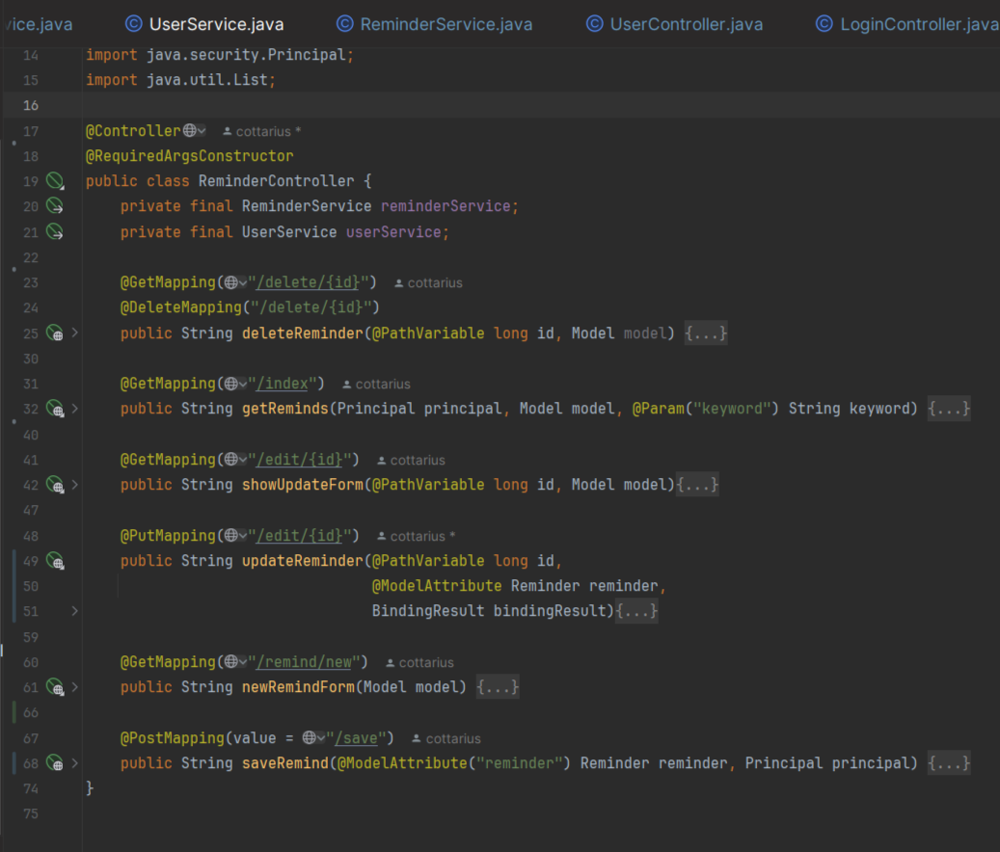 vice.java UserService.java ReminderService.java UserController.java LoginController.java
14 import java.security.Principal;
15 import java.util.List;
16
17 @Controller cottarius *
18 @RequiredArgsConstructor
19 public class ReminderController {
20 private final ReminderService reminderService;
21 private final UserService userService;
22
23 @GetMapping("/delete/{id}") cottarius
24 @DeleteMapping("/delete/{id}")
25 public String deleteReminder(@PathVariable long id, Model model) {...}
30
31 @GetMapping("/index") cottarius
32 public String getReminds(Principal principal, Model model, @Param("keyword") String keyword) {...}
40
41 @GetMapping("/edit/{id}") cottarius
42 public String showUpdateForm(@PathVariable long id, Model model){...}
47
48 @PutMapping("/edit/{id}") cottarius *
49 public String updateReminder(@PathVariable long id,
50 @ModelAttribute Reminder reminder,
51 BindingResult bindingResult){...}
59
60 @GetMapping("/remind/new") cottarius
61 public String newRemindForm(Model model) {...}
66
67 @PostMapping(value = "/save") cottarius
68 public String saveRemind(@ModelAttribute("reminder") Reminder reminder, Principal principal) {...}
74 }
75